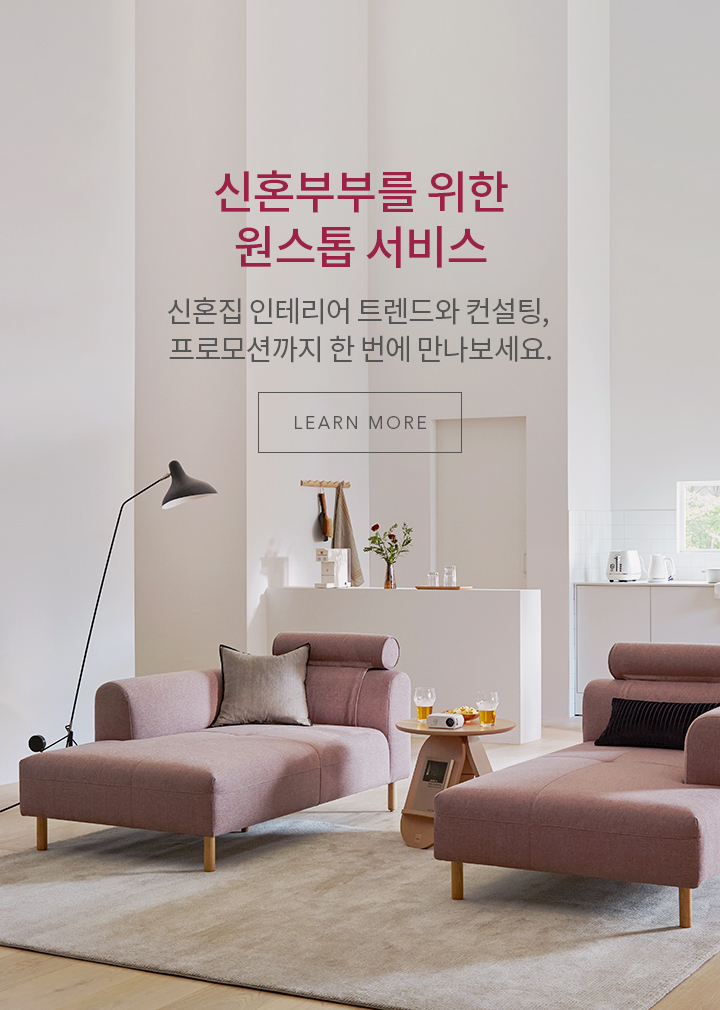 신혼부부를 위한
원스톱 서비스
신혼집 인테리어 트렌드와 컨설팅,
프로모션까지 한 번에 만나보세요.
LEARN MORE